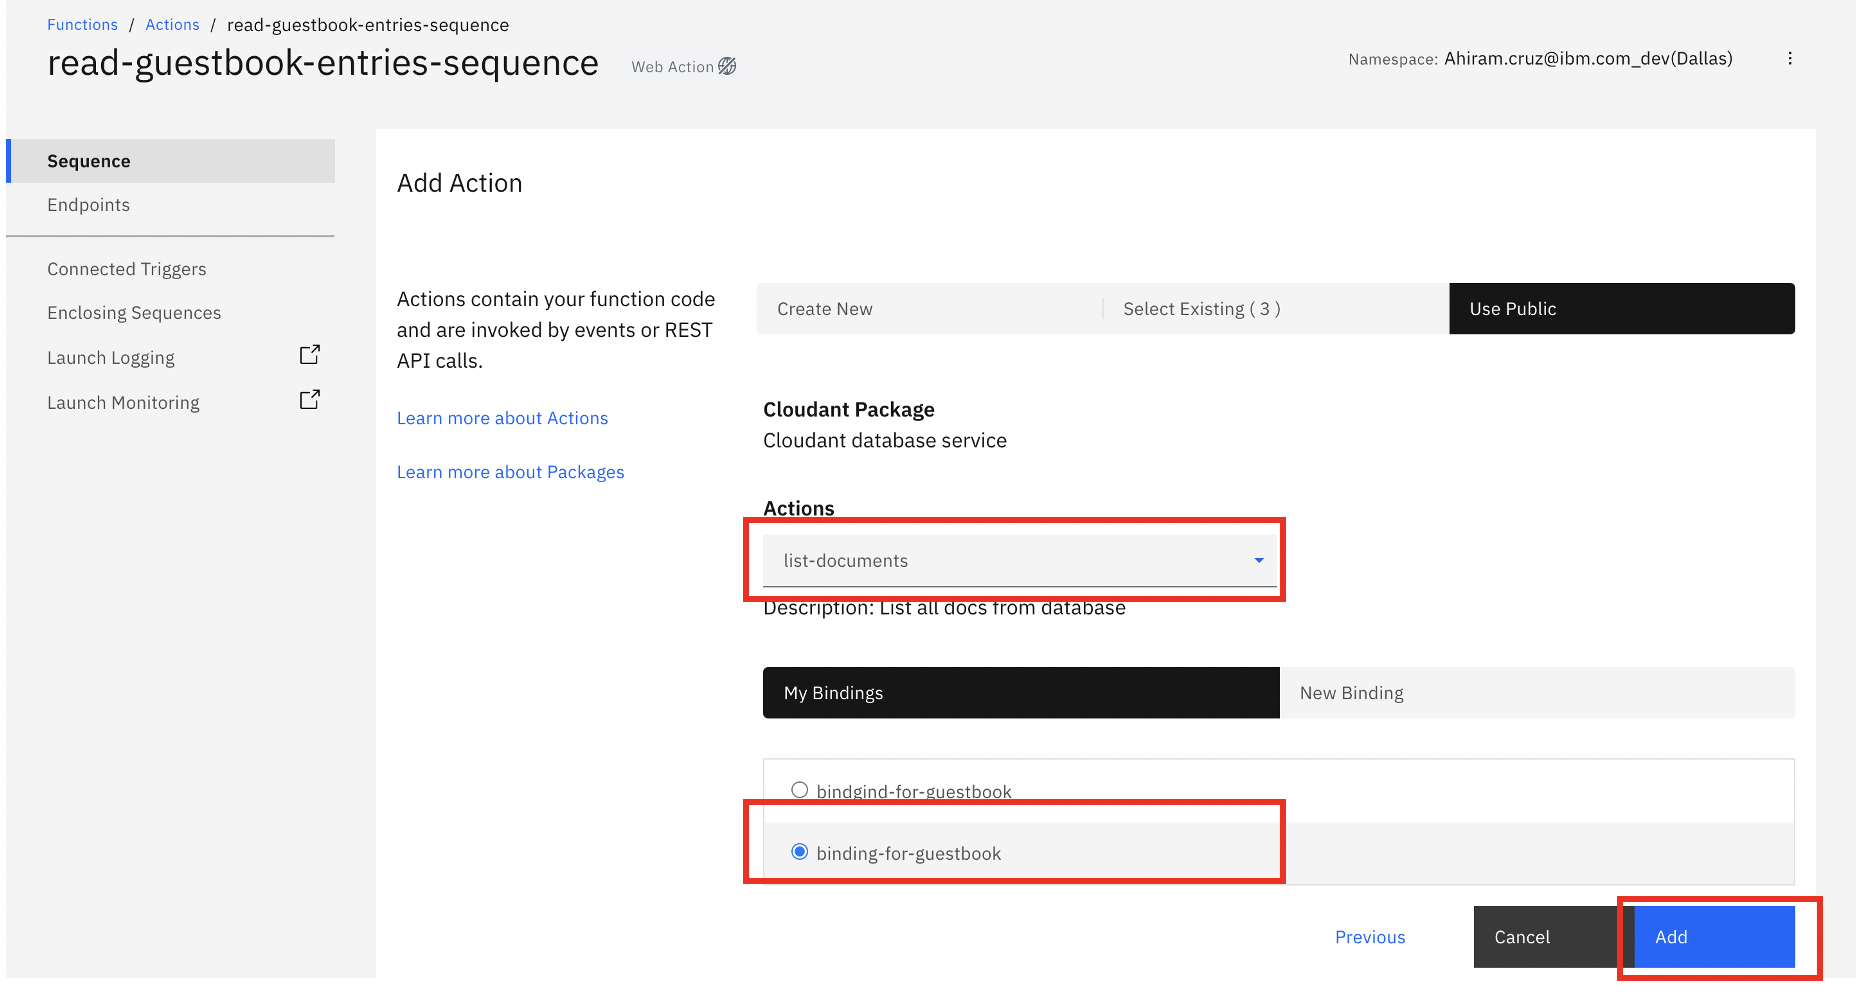 Functions / Actions / read-guestbook-entries-sequence
read-guestbook-entries-sequence
Web Action
Namespace: Ahiram.cruz@ibm.com_dev(Dallas)
Sequence
Endpoints
Connected Triggers
Enclosing Sequences
Launch Logging
Launch Monitoring
Add Action
Actions contain your function code
and are invoked by events or REST
API calls.
Learn more about Actions
Learn more about Packages
Create New
Select Existing ( 3 )
Use Public
Cloudant Package
Cloudant database service
Actions
list-documents
Description: List all docs from database
My Bindings
New Binding
bindgind-for-guestbook
binding-for-guestbook
Previous
Cancel
Add